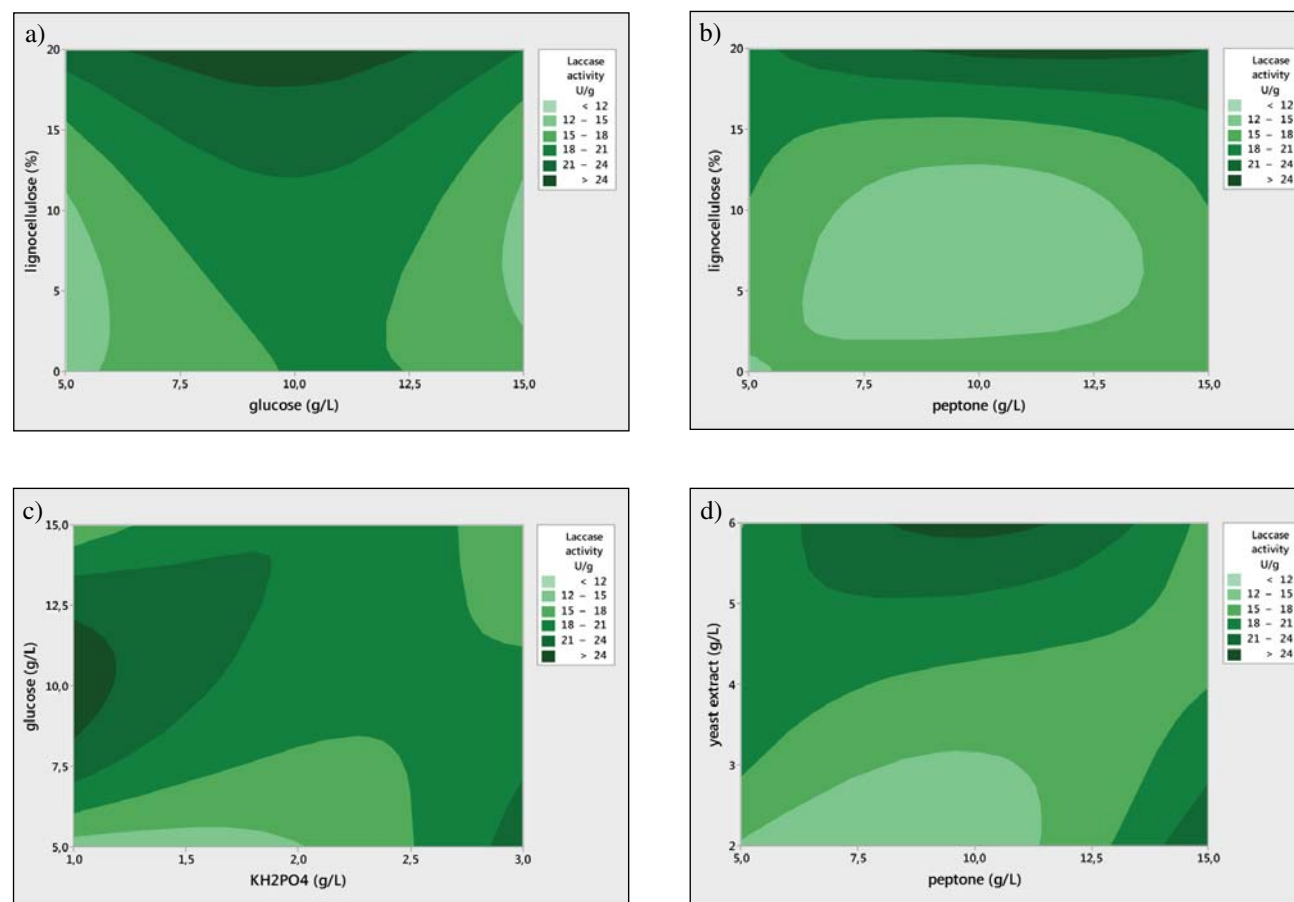 a)
20
15
10
5
0
5,0
7,5
10,0
12,5
15,0
lignocellulose (%)
glucose (g/L)
Laccase
activity
U/g
< 12
12 – 15
15 – 18
18 – 21
21 – 24
> 24
b)
20
15
10
5
0
5,0
7,5
10,0
12,5
15,0
lignocellulose (%)
peptone (g/L)
Laccase
activity
U/g
< 12
12 – 15
15 – 18
18 – 21
21 – 24
> 24
c)
15,0
12,5
10,0
7,5
5,0
1,0
1,5
2,0
2,5
3,0
glucose (g/L)
KH2PO4 (g/L)
Laccase
activity
U/g
< 12
12 – 15
15 – 18
18 – 21
21 – 24
> 24
d)
6
5
4
3
2
5,0
7,5
10,0
12,5
15,0
yeast extract (g/L)
peptone (g/L)
Laccase
activity
U/g
< 12
12 – 15
15 – 18
18 – 21
21 – 24
> 24